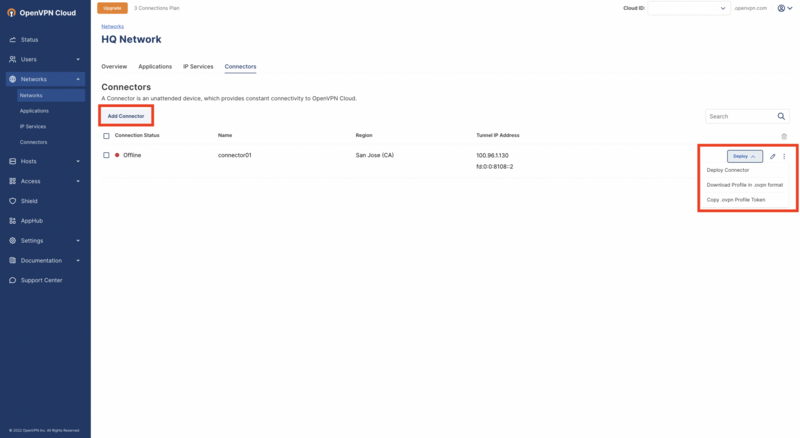 OpenVPN Cloud
Upgrade
3 Connections Plan
Cloud ID:
.openvpn.com
Status
Users
Networks
Networks
Applications
IP Services
Connectors
Hosts
Access
Shield
AppHub
Settings
Documentation
Support Center
© 2022 OpenVPN Inc. All Rights Reserved
Networks
HQ Network
Overview Applications IP Services Connectors
Connectors
A Connector is an unattended device, which provides constant connectivity to OpenVPN Cloud.
Add Connector
Search
Connection Status Name Region Tunnel IP Address
Offline connector01 San Jose (CA) 100.96.1.130
fd:0:0:8108::2
Deploy
Deploy Connector
Download Profile in .ovpn format
Copy .ovpn Profile Token